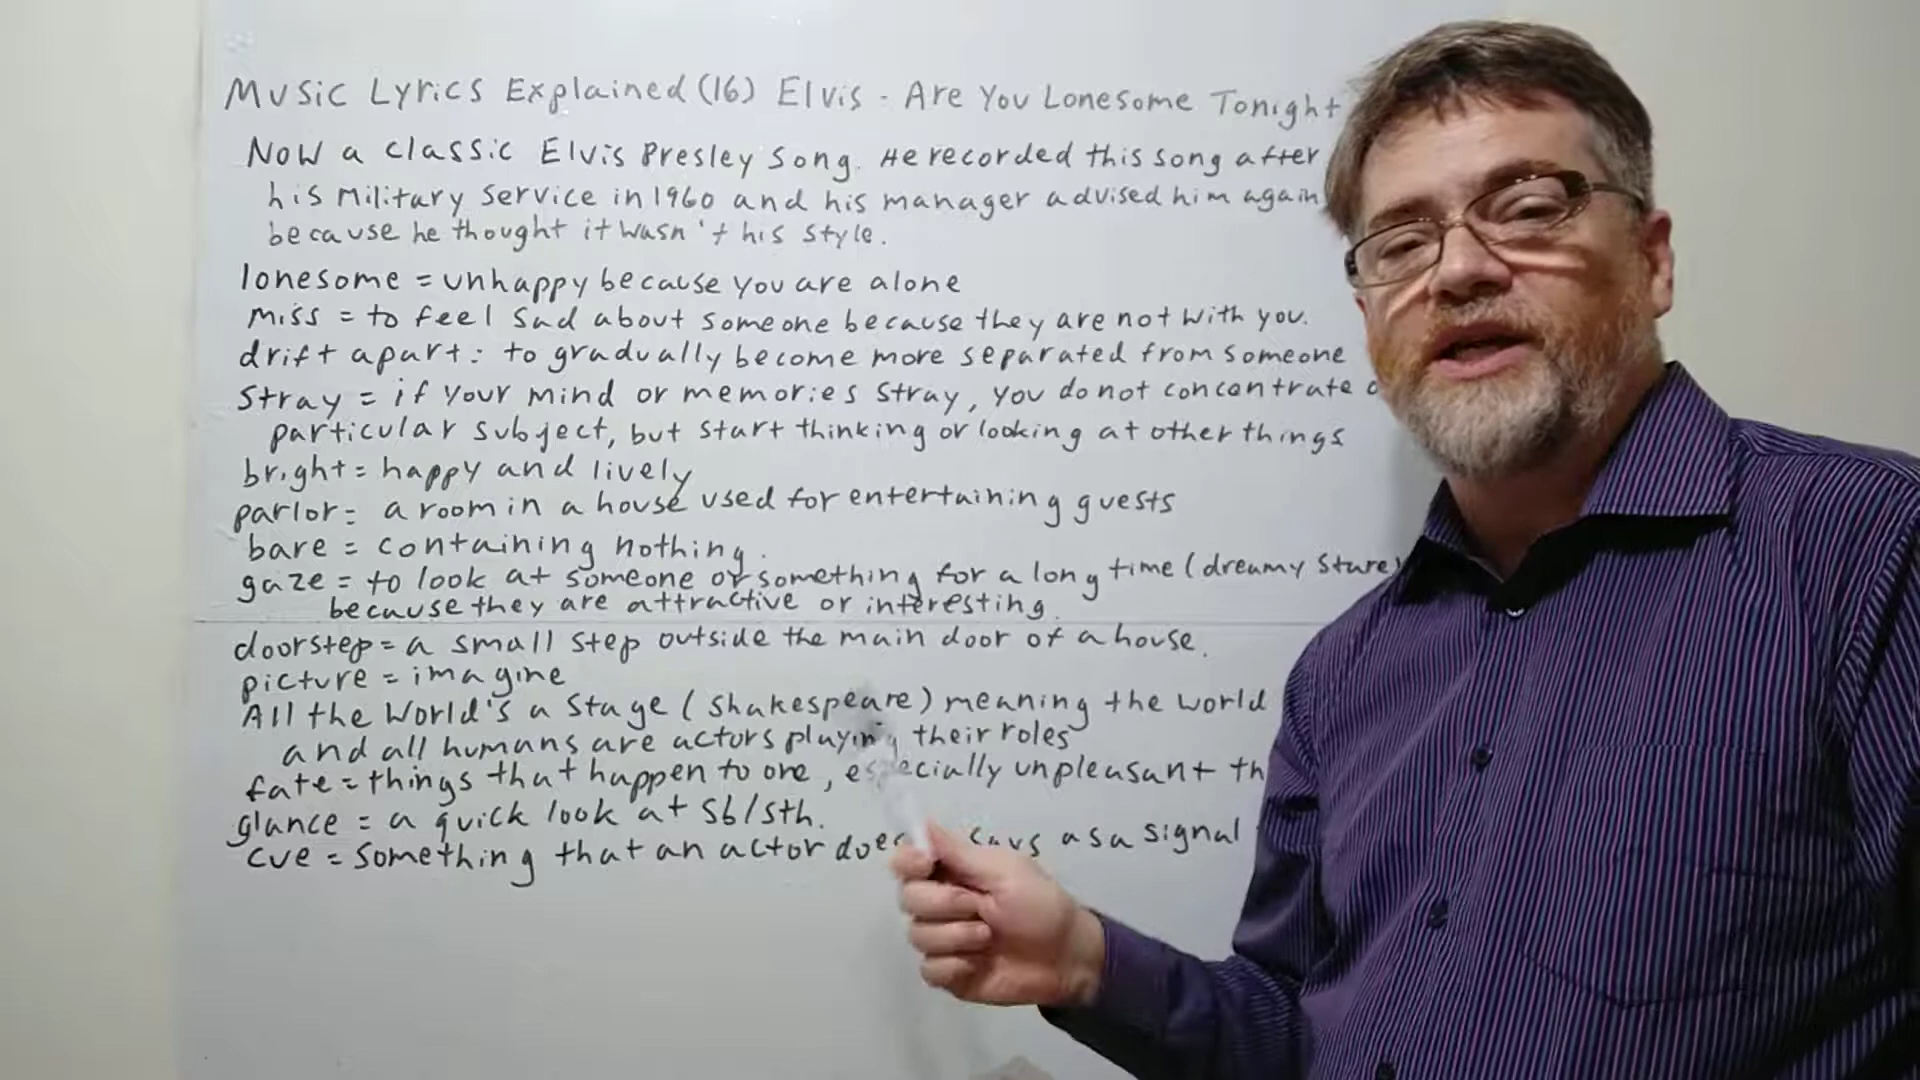 Music Lyrics Explained (16) Elvis - Are You Lonesome Tonight
Now a classic Elvis Presley song. He recorded this song after
his military service in 1960 and his manager advised him
because he thought it wasn't his style.
lonesome = unhappy because you are alone
miss = to feel sad about someone because they are not with you.
drift apart: to gradually become more separated from someone
stray = if your mind or memories stray, you do not concentrate
particular subject, but start thinking or looking at other things
bright = happy and lively
parlor = a room in a house used for entertaining guests
bare = containing nothing.
gaze = to look at someone or something for a long time (dreamy stare)
because they are attractive or interesting.
doorstep = a small step outside the main door of a house.
picture = imagine
All the World's a Stage (Shakespeare) meaning the world
and all humans are actors playing their roles
fate = things that happen to one, especially unpleasant
glance = a quick look at sb/sth.
cue = something that an actor says as a signal